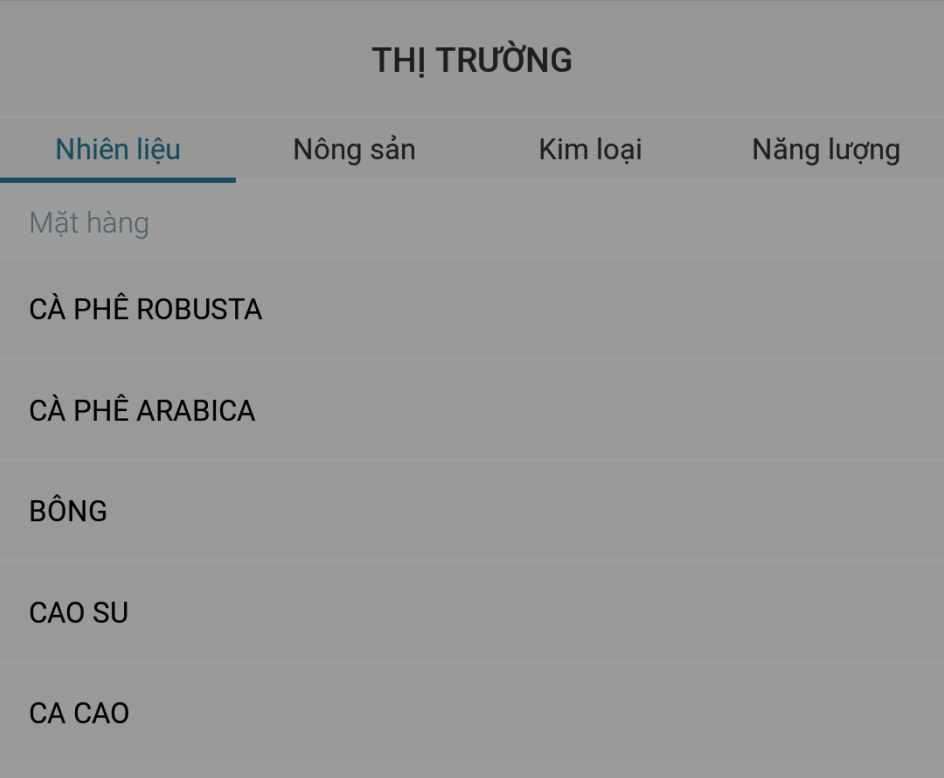 THỊ TRƯỜNG
Nhiên liệu Nông sản Kim loại Năng lượng
Mặt hàng
CÀ PHÊ ROBUSTA
CÀ PHÊ ARABICA
BÔNG
CAO SU
CA CAO